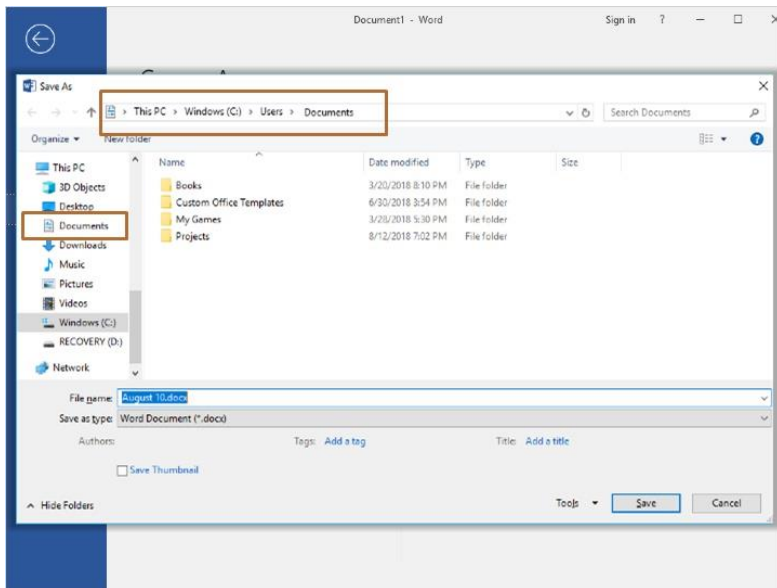 Document1 - Word
Sign in ?
Save As
This PC › Windows (C:) › Users › Documents
Search Documents
Organize
New folder
This PC
3D Objects
Desktop
Documents
Downloads
Music
Pictures
Videos
Windows (C:)
RECOVERY (D:)
Network
Name Date modified Type Size
Books 3/20/2018 8:10 PM File folder
Custom Office Templates 6/30/2018 3:54 PM File folder
My Games 3/28/2018 5:30 PM File folder
Projects 8/12/2018 7:02 PM File folder
File name: August 10.docx
Save as type: Word Document (*.docx)
Authors: Tags: Add a tag Title: Add a title
Save Thumbnail
Hide Folders
Tools Save Cancel